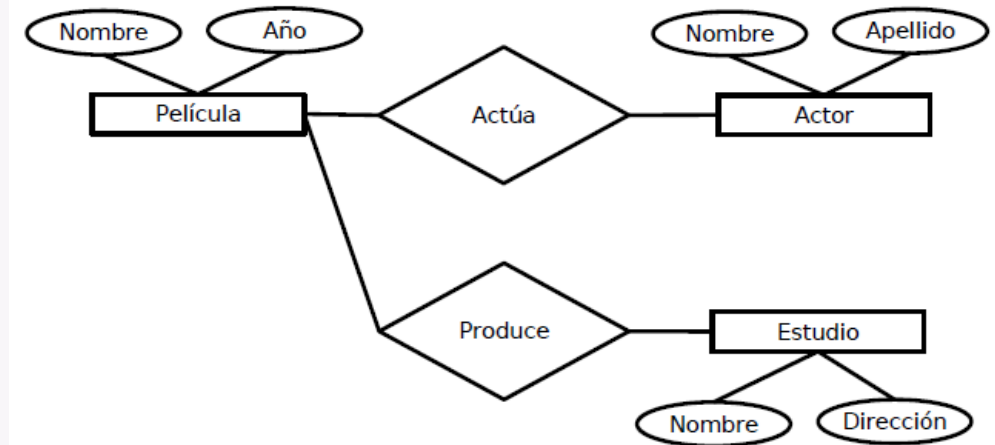 Nombre
Año
Nombre
Apellido
Película
Actúa
Actor
Produce
Estudio
Nombre
Dirección